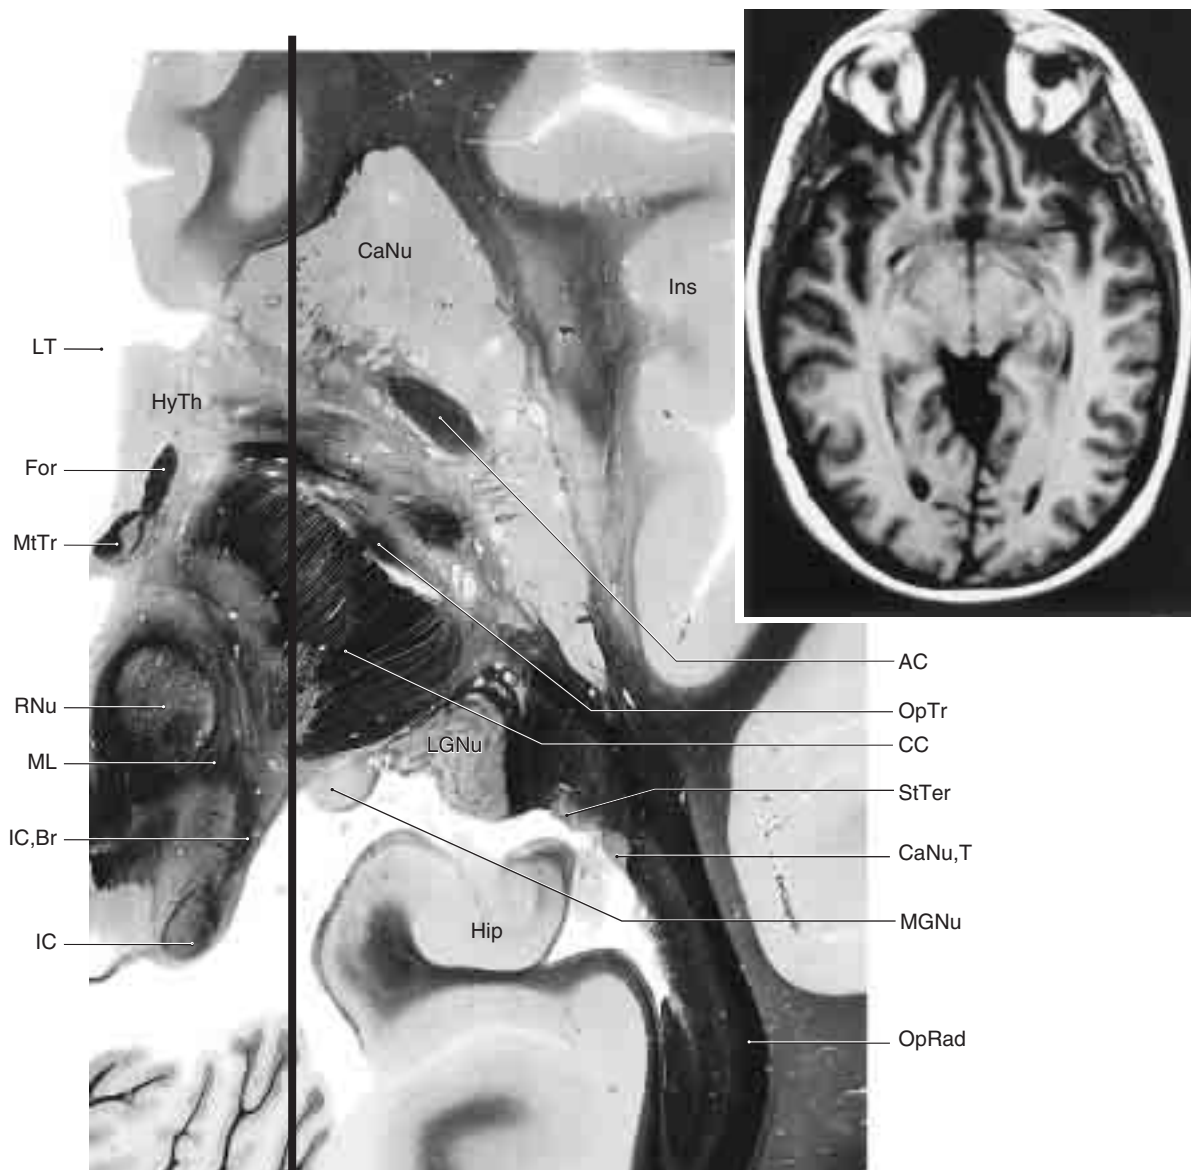 CaNu
Ins
LT
HyTh
For
MtTr
AC
RNu
OpTr
CC
LGNu
ML
StTer
IC,Br
CaNu,T
MGNu
Hip
IC
OpRad